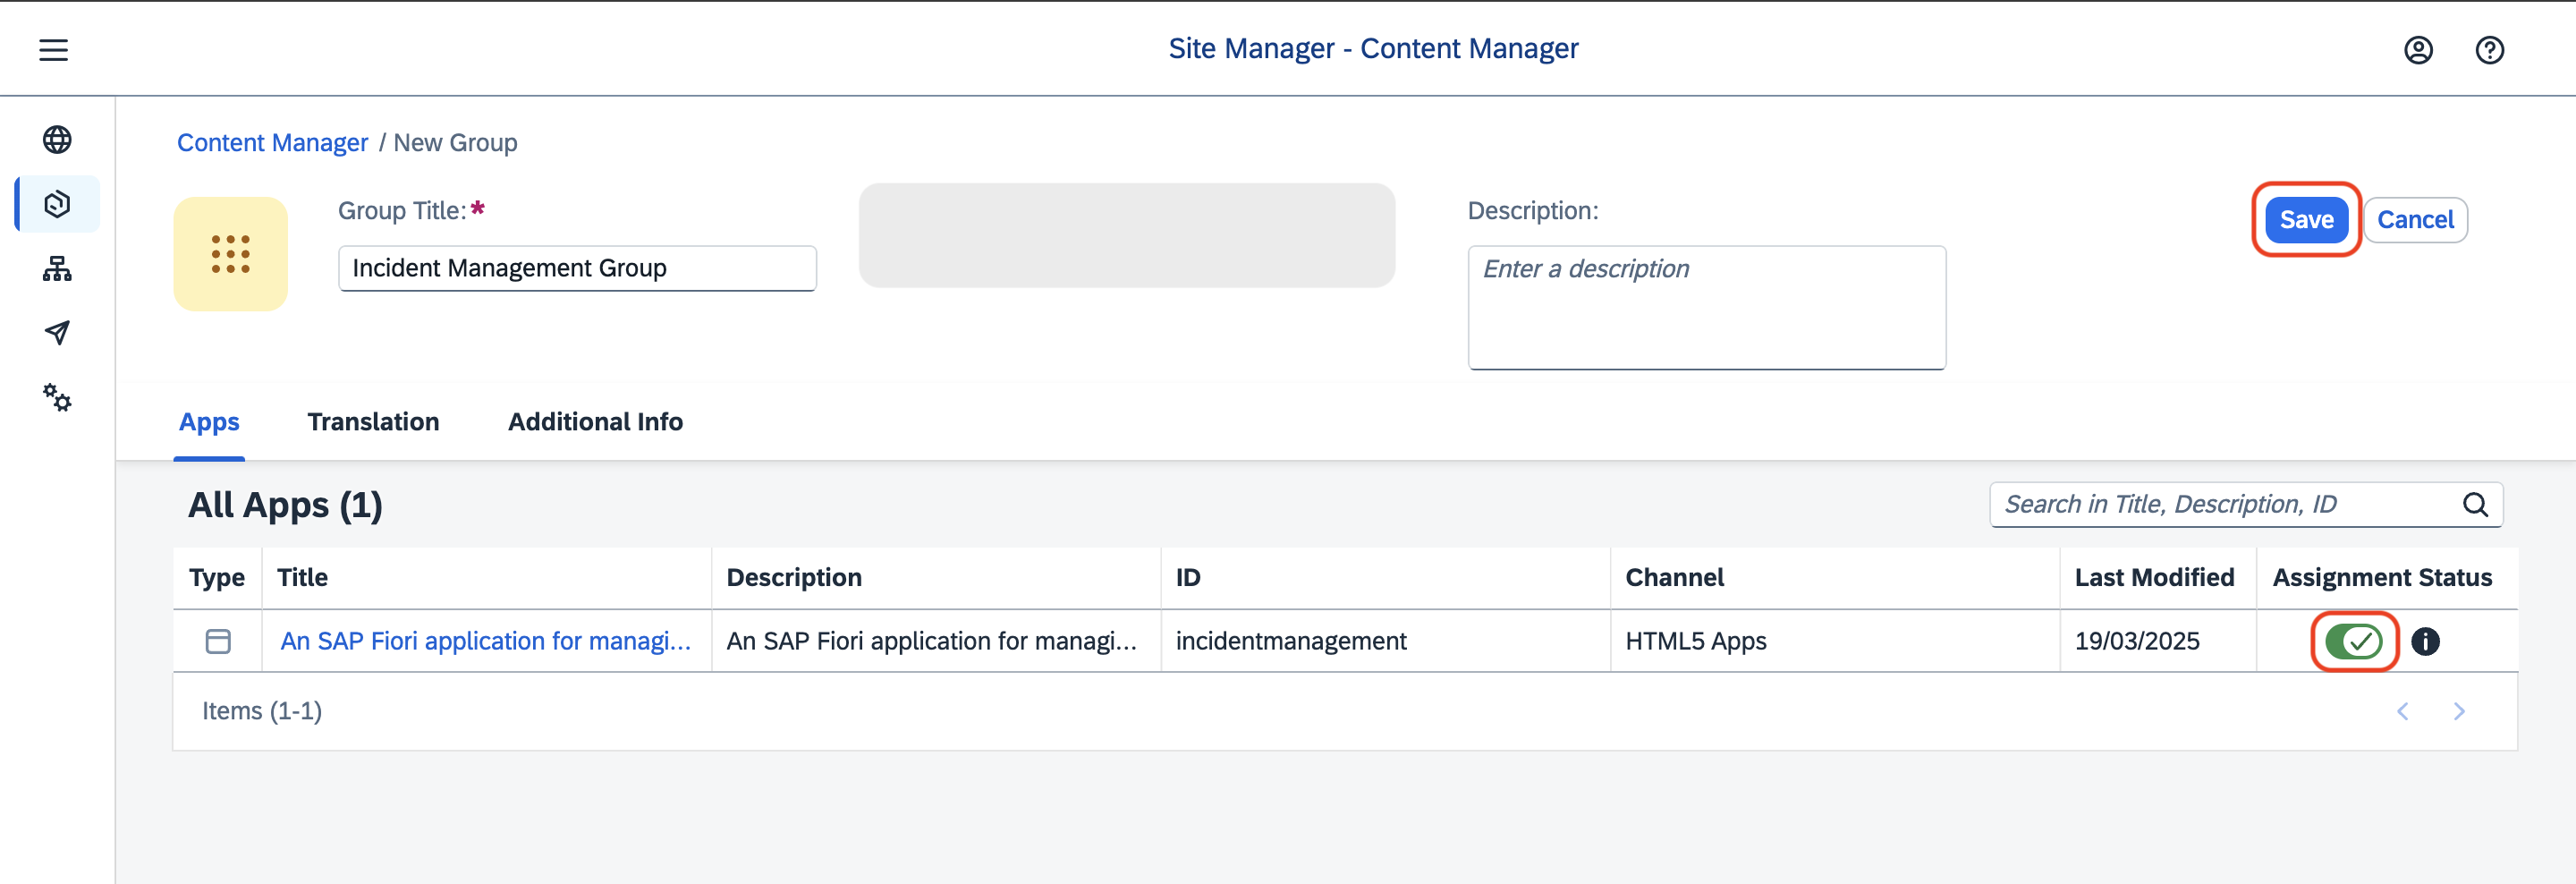 Site Manager - Content Manager
Content Manager / New Group
Group Title:*
Description:
Save
Cancel
Incident Management Group
Enter a description
Apps
Translation
Additional Info
All Apps (1)
Search in Title, Description, ID
Type
Title
Description
ID
Channel
Last Modified
Assignment Status
An SAP Fiori application for managi...
An SAP Fiori application for managi...
incidentmanagement
HTML5 Apps
19/03/2025
Items (1-1)